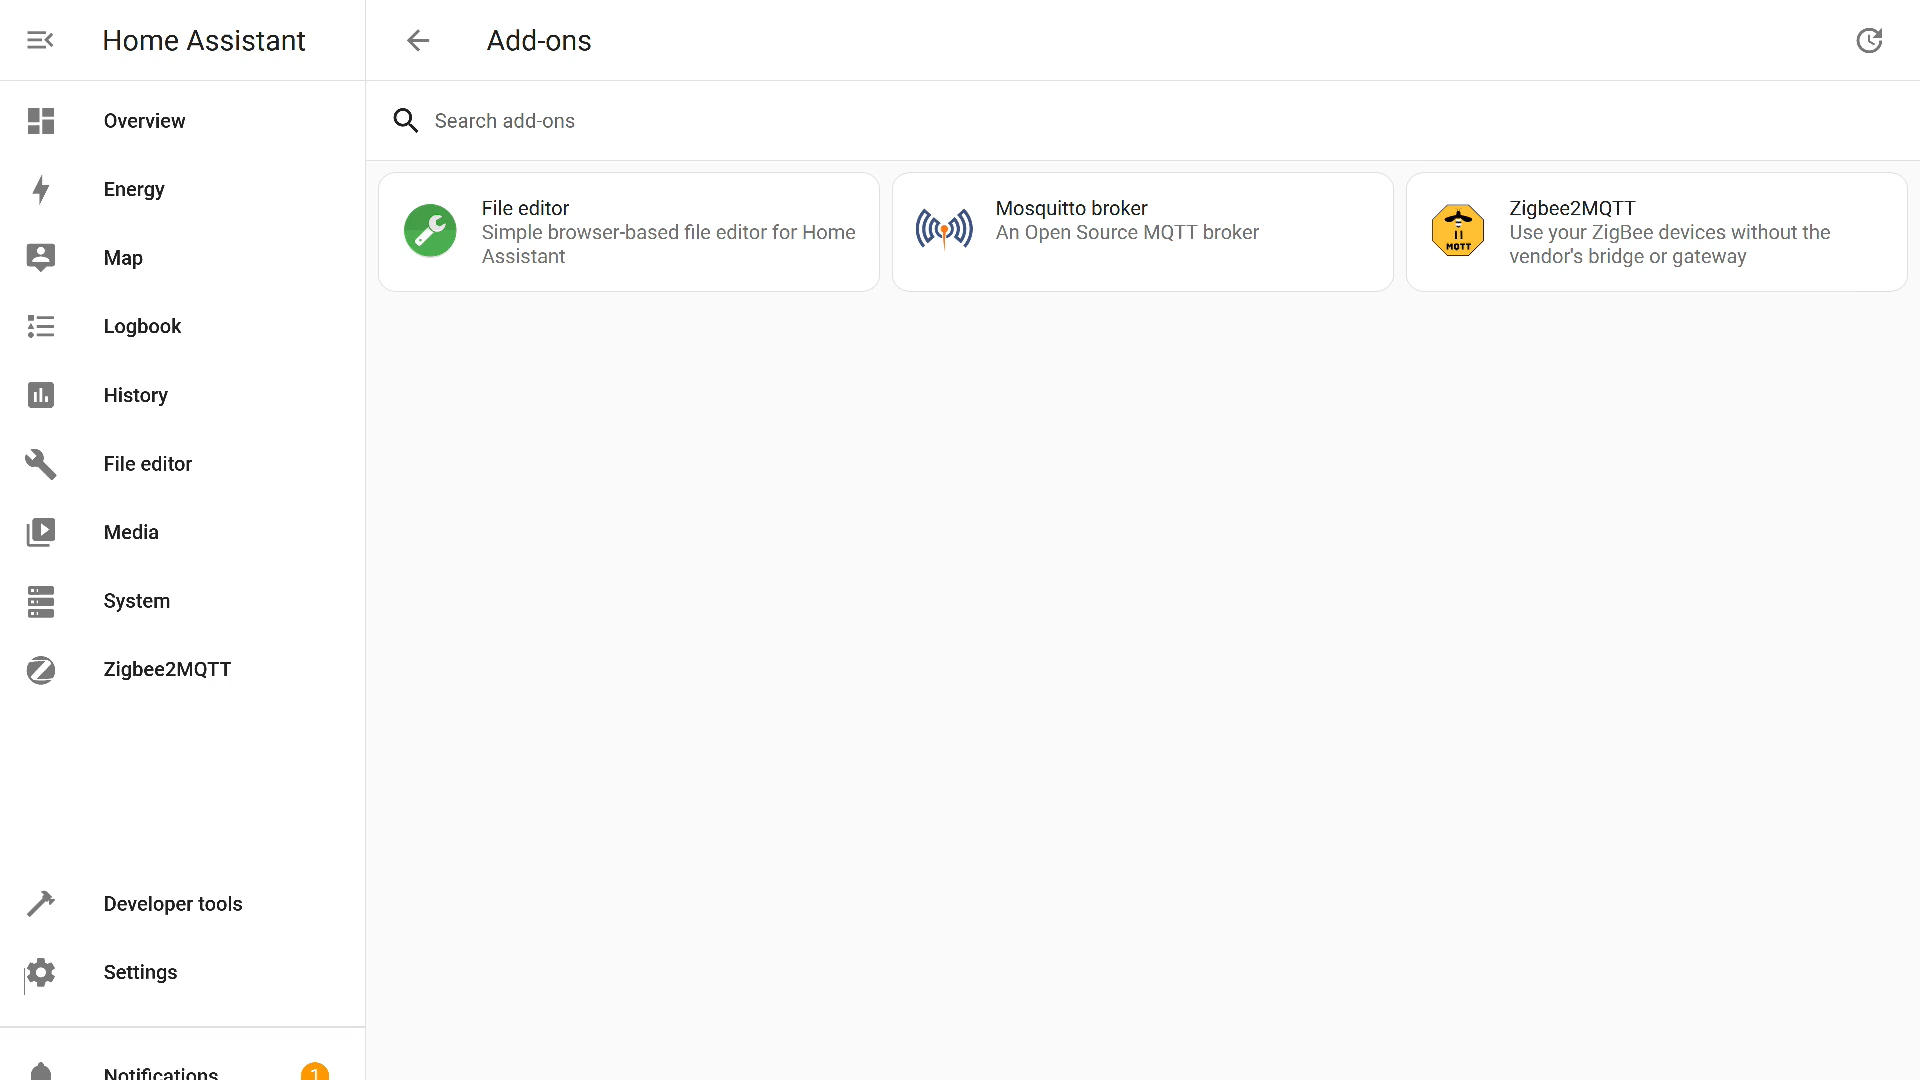 Home Assistant
Add-ons
Overview
Energy
Map
Logbook
History
File editor
Media
System
Zigbee2MQTT
Developer tools
Settings
Notifications
1
Search add-ons
File editor
Simple browser-based file editor for Home
Assistant
Mosquitto broker
An Open Source MQTT broker
MQTT
Zigbee2MQTT
Use your ZigBee devices without the
vendor's bridge or gateway